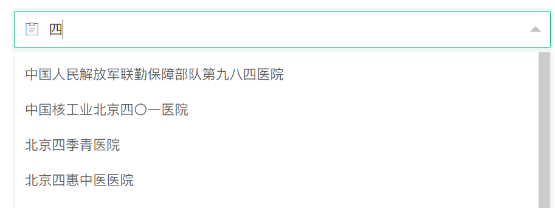 四
中国人民解放军联勤保障部队第九八四医院
中国核工业北京四〇一医院
北京四季青医院
北京四惠中医医院